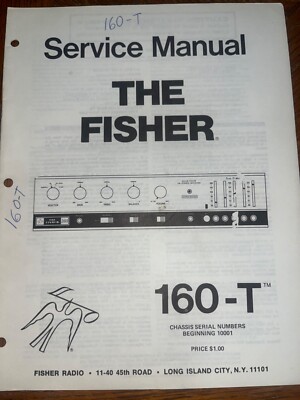 160-T
Service Manual
THE
FISHER®
160-T
160-T™
CHASSIS SERIAL NUMBERS
BEGINNING 10001
PRICE $1.00
FISHER RADIO • 11-40 45th ROAD • LONG ISLAND CITY, N.Y. 11101